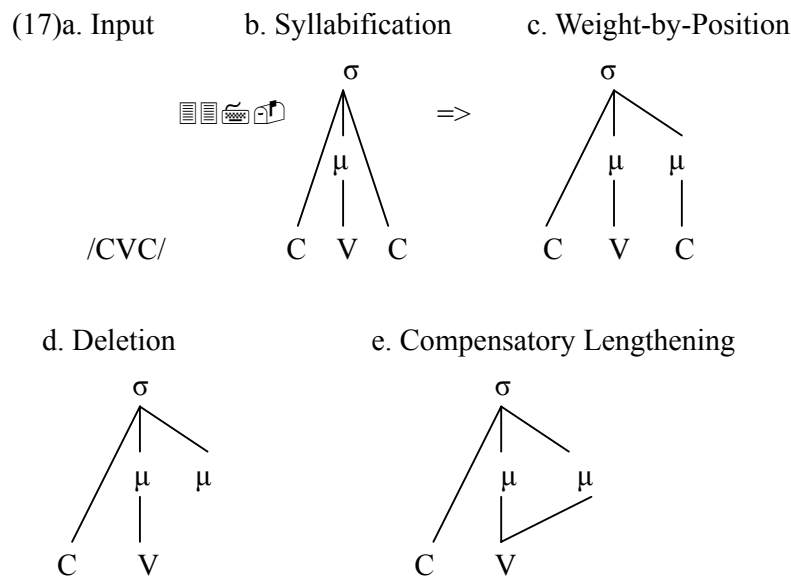 (17)a. Input b. Syllabification c. Weight-by-Position
σ σ
=>
μ μ μ
/CVC/ C V C C V C
d. Deletion e. Compensatory Lengthening
σ σ
μ μ μ μ
C V C V